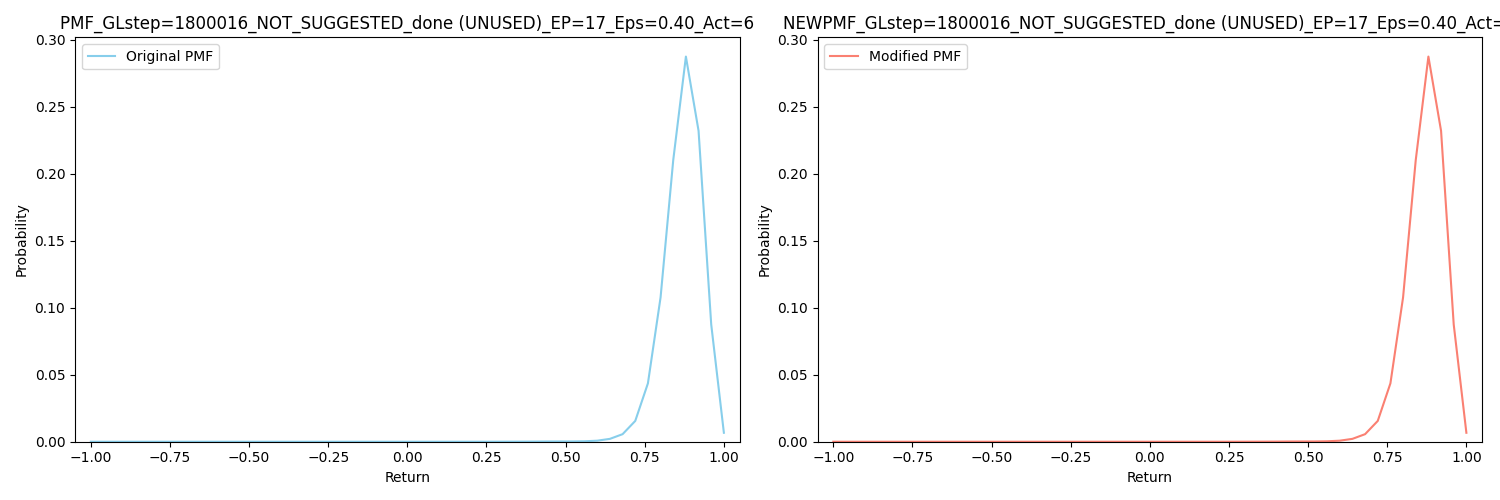 PMF_GLstep=1800016_NOT_SUGGESTED_done (UNUSED)_EP=17_Eps=0.40_Act=6
Original PMF
0.30
0.25
0.20
0.15
0.10
0.05
0.00
Probability
−1.00 −0.75 −0.50 −0.25 0.00 0.25 0.50 0.75 1.00
Return
NEWPMF_GLstep=1800016_NOT_SUGGESTED_done (UNUSED)_EP=17_Eps=0.40_Act=
Modified PMF
0.30
0.25
0.20
0.15
0.10
0.05
0.00
Probability
−1.00 −0.75 −0.50 −0.25 0.00 0.25 0.50 0.75 1.00
Return